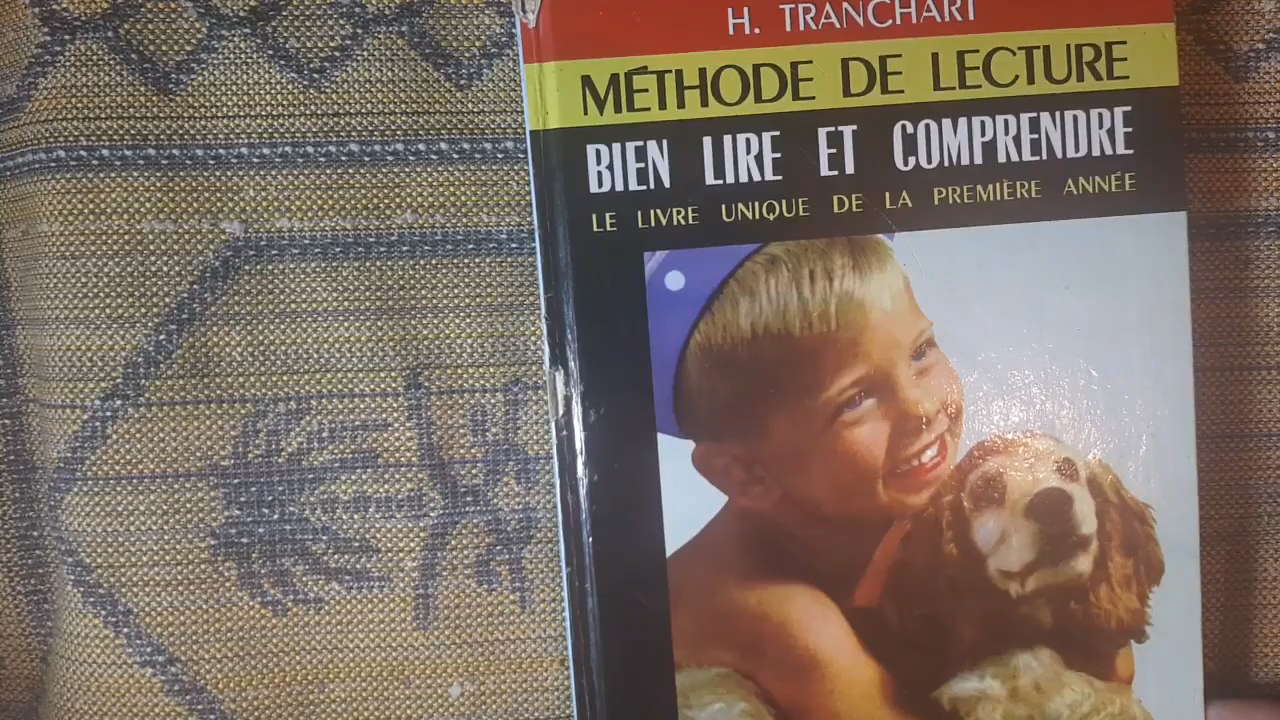 H. TRANCHART
MÉTHODE DE LECTURE
BIEN LIRE ET COMPRENDRE
LE LIVRE UNIQUE DE LA PREMIÈRE ANNÉE